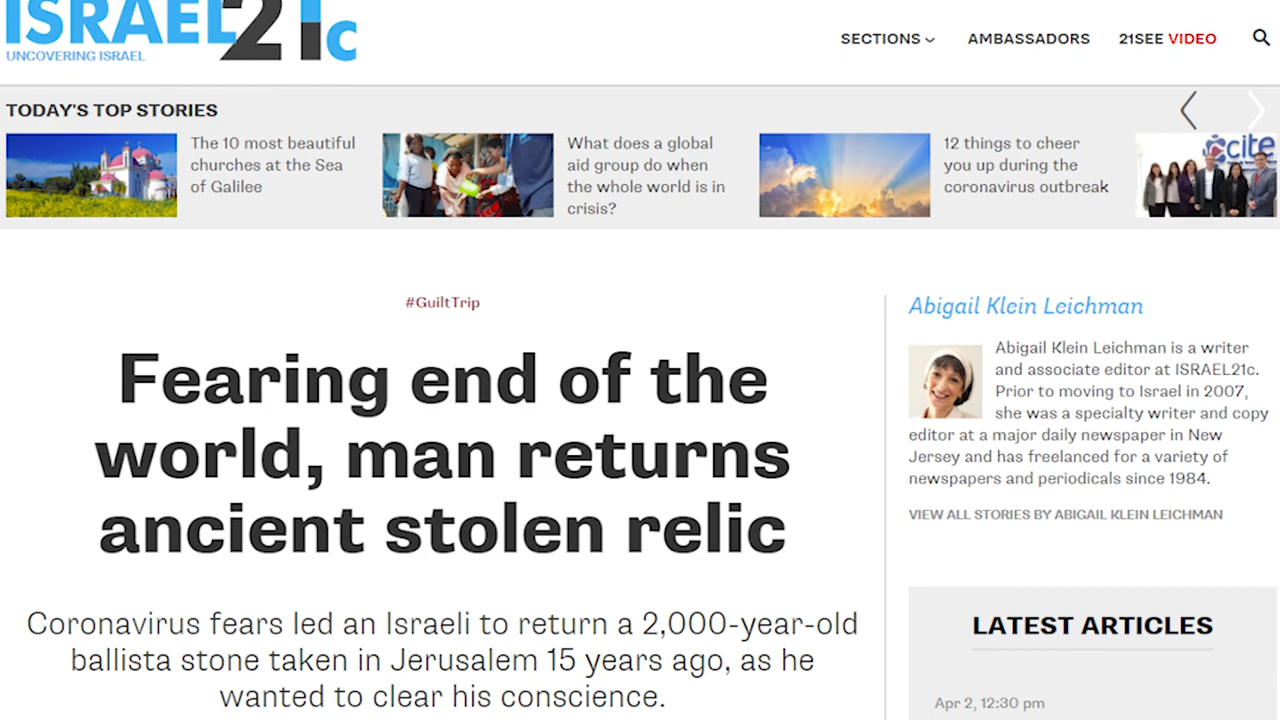 ISRAEL21c
UNCOVERING ISRAEL
SECTIONS
AMBASSADORS
21SEE VIDEO
TODAY'S TOP STORIES
The 10 most beautiful
churches at the Sea
of Galilee
What does a global
aid group do when
the whole world is in
crisis?
12 things to cheer
you up during the
coronavirus outbreak
cite
#GuiltTrip
Fearing end of the
world, man returns
ancient stolen relic
Coronavirus fears led an Israeli to return a 2,000-year-old
ballista stone taken in Jerusalem 15 years ago, as he
wanted to clear his conscience.
Abigail Klein Leichman
Abigail Klein Leichman is a writer
and associate editor at ISRAEL21c.
Prior to moving to Israel in 2007,
she was a specialty writer and copy
editor at a major daily newspaper in New
Jersey and has freelanced for a variety of
newspapers and periodicals since 1984.
VIEW ALL STORIES BY ABIGAIL KLEIN LEICHMAN
LATEST ARTICLES
Apr 2, 12:30 pm